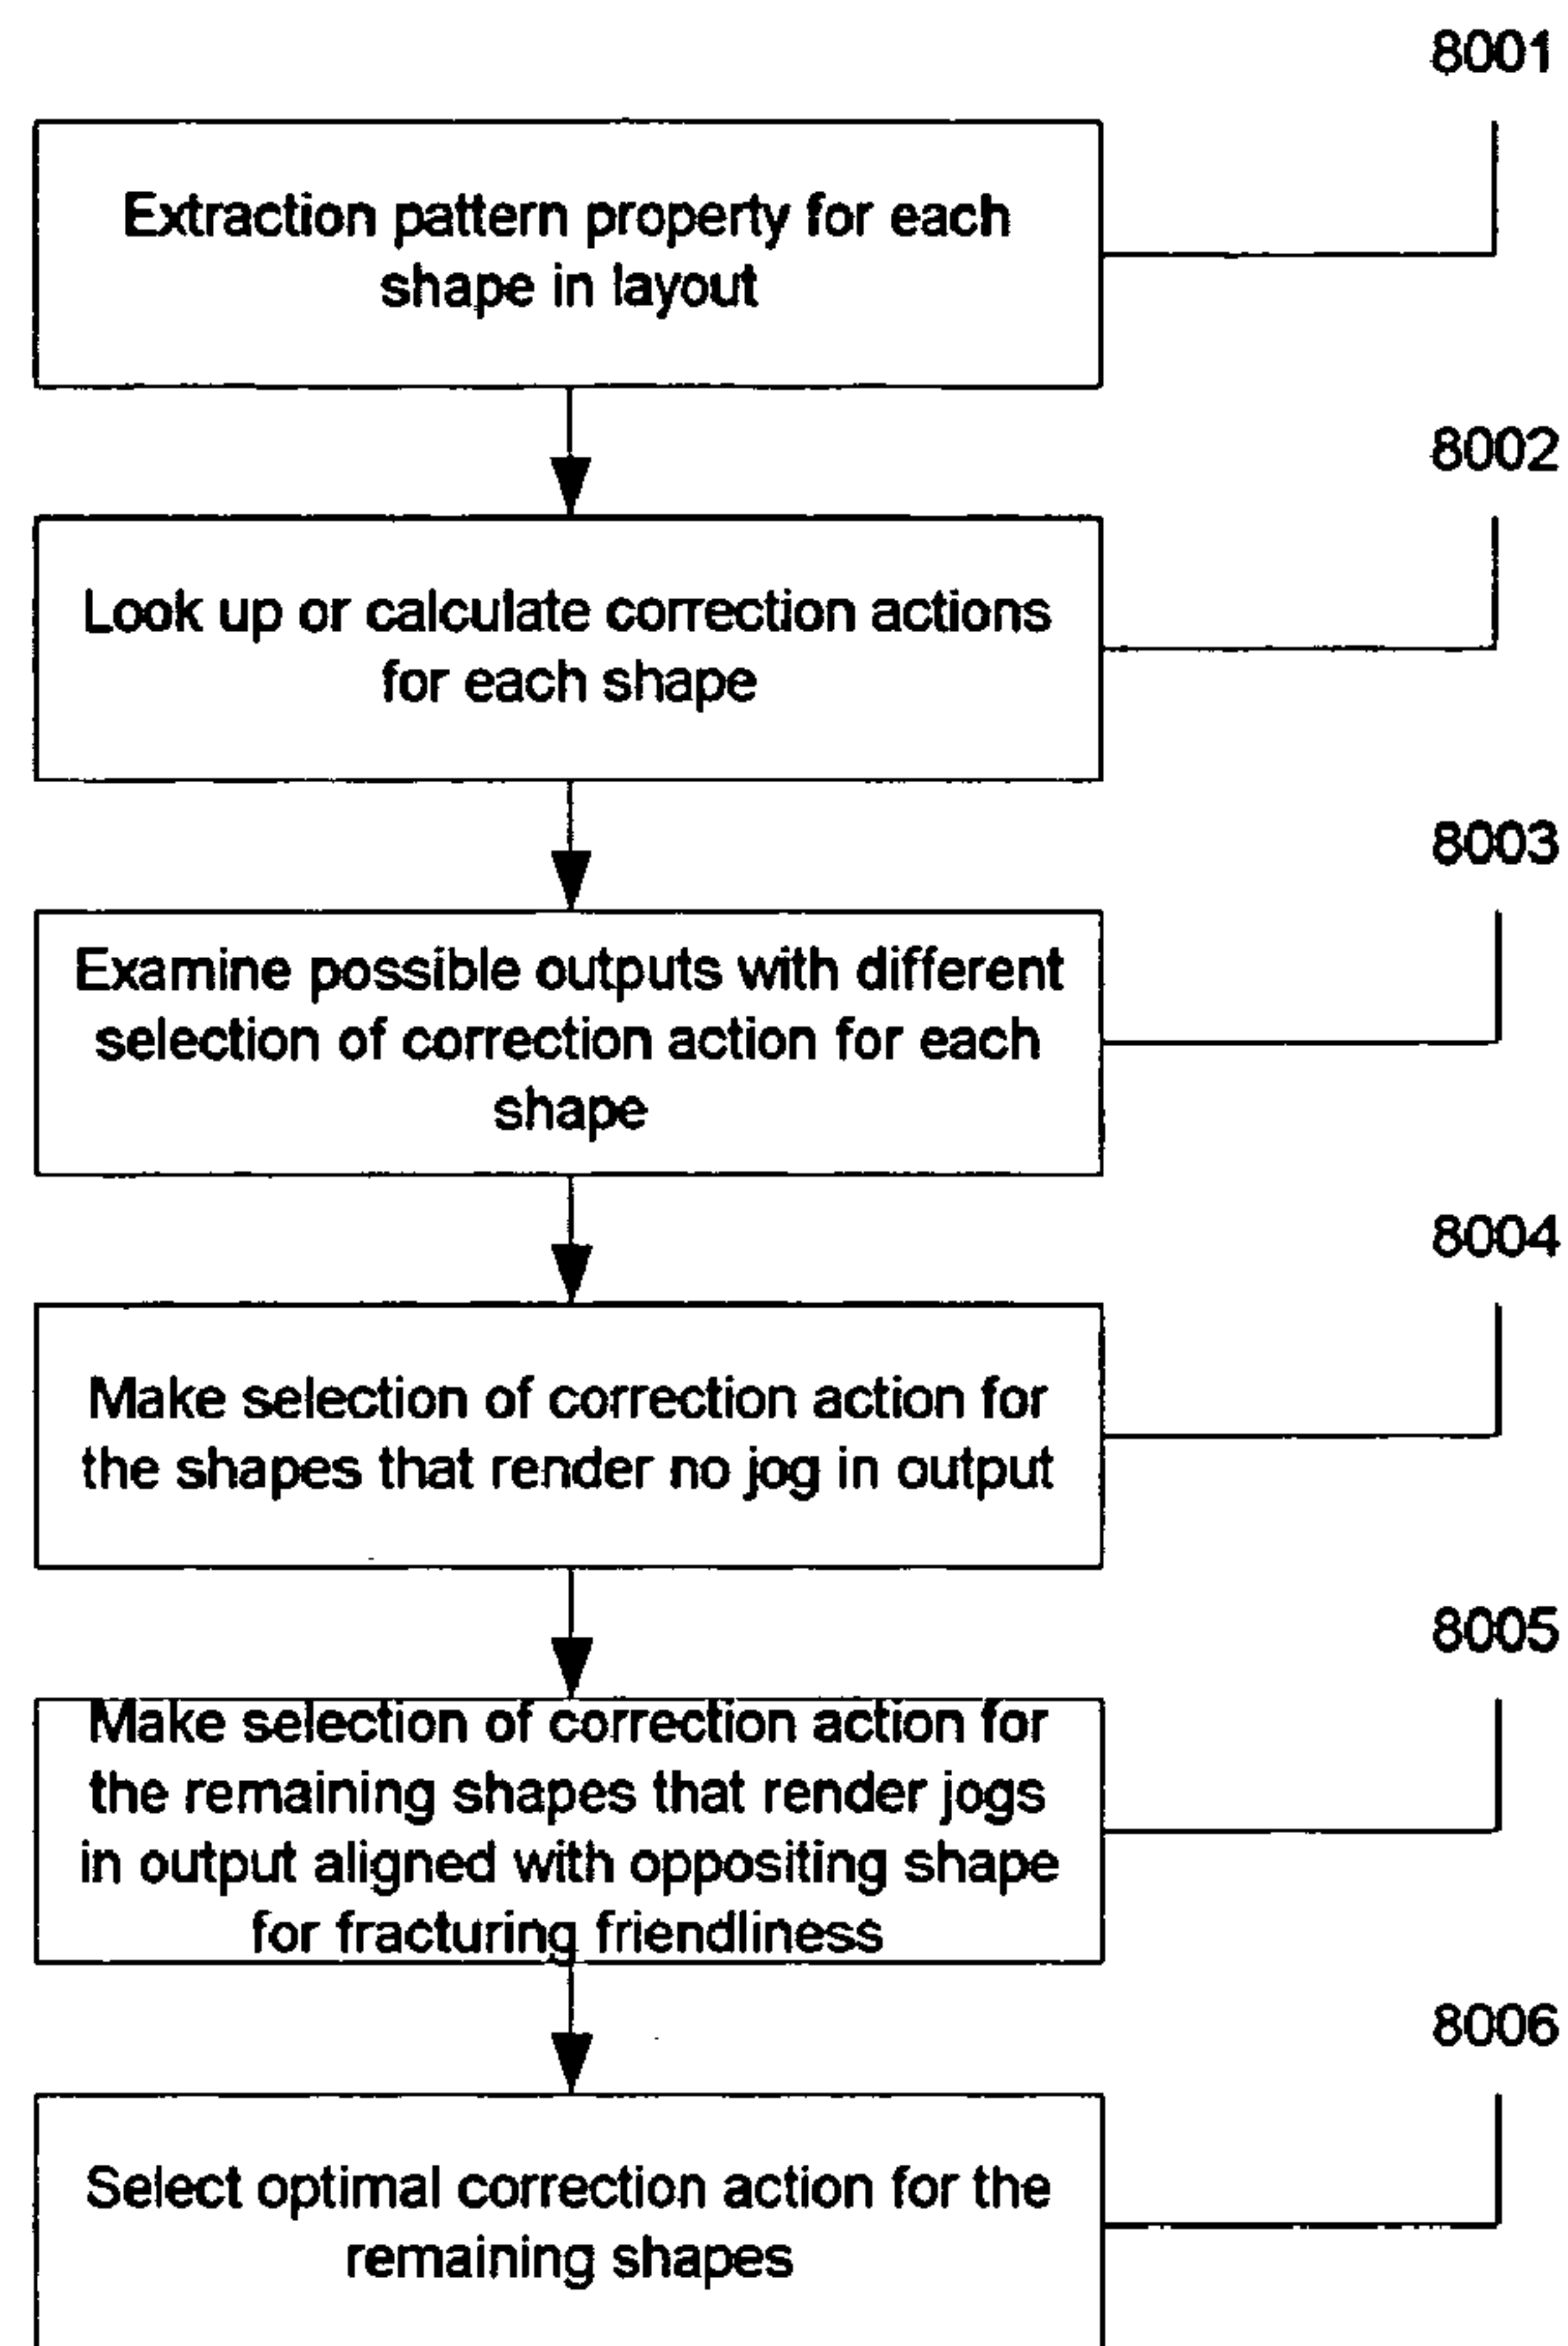 8001
Extraction pattern property for each
shape in layout
8002
Look up or calculate correction actions
for each shape
8003
Examine possible outputs with different
selection of correction action for each
shape
8004
Make selection of correction action for
the shapes that render no jog in output
8005
Make selection of correction action for
the remaining shapes that render jogs
in output aligned with oppositing shape
for fracturing friendliness
8006
Select optimal correction action for the
remaining shapes